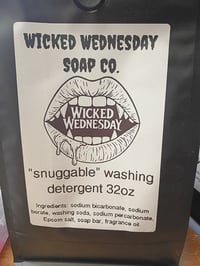 WICKED WEDNESDAY
SOAP CO.
WICKED
WEDNESDAY
"snuggable" washing
detergent 32oz
Ingredients: sodium bicarbonate, sodium
borate, washing soda, sodium percarbonate,
Epsom salt, soap bar, fragrance oil.